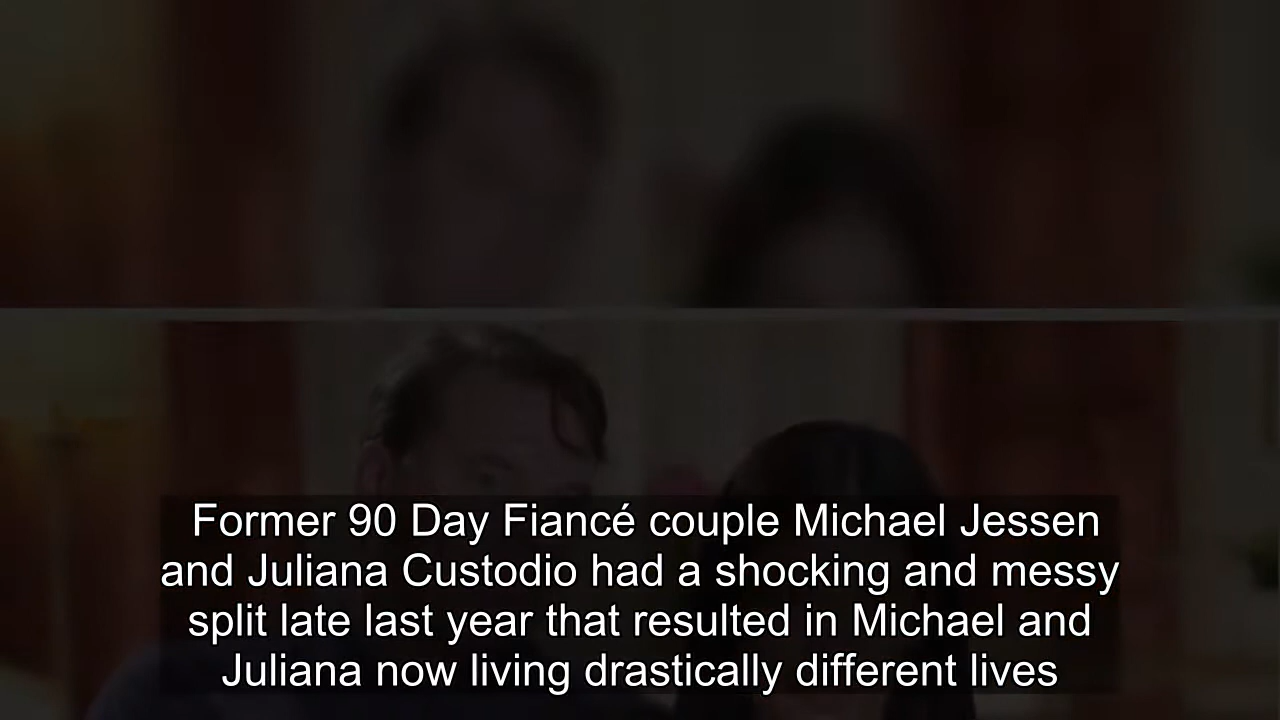 Former 90 Day Fiancé couple Michael Jessen
and Juliana Custodio had a shocking and messy
split late last year that resulted in Michael and
Juliana now living drastically different lives